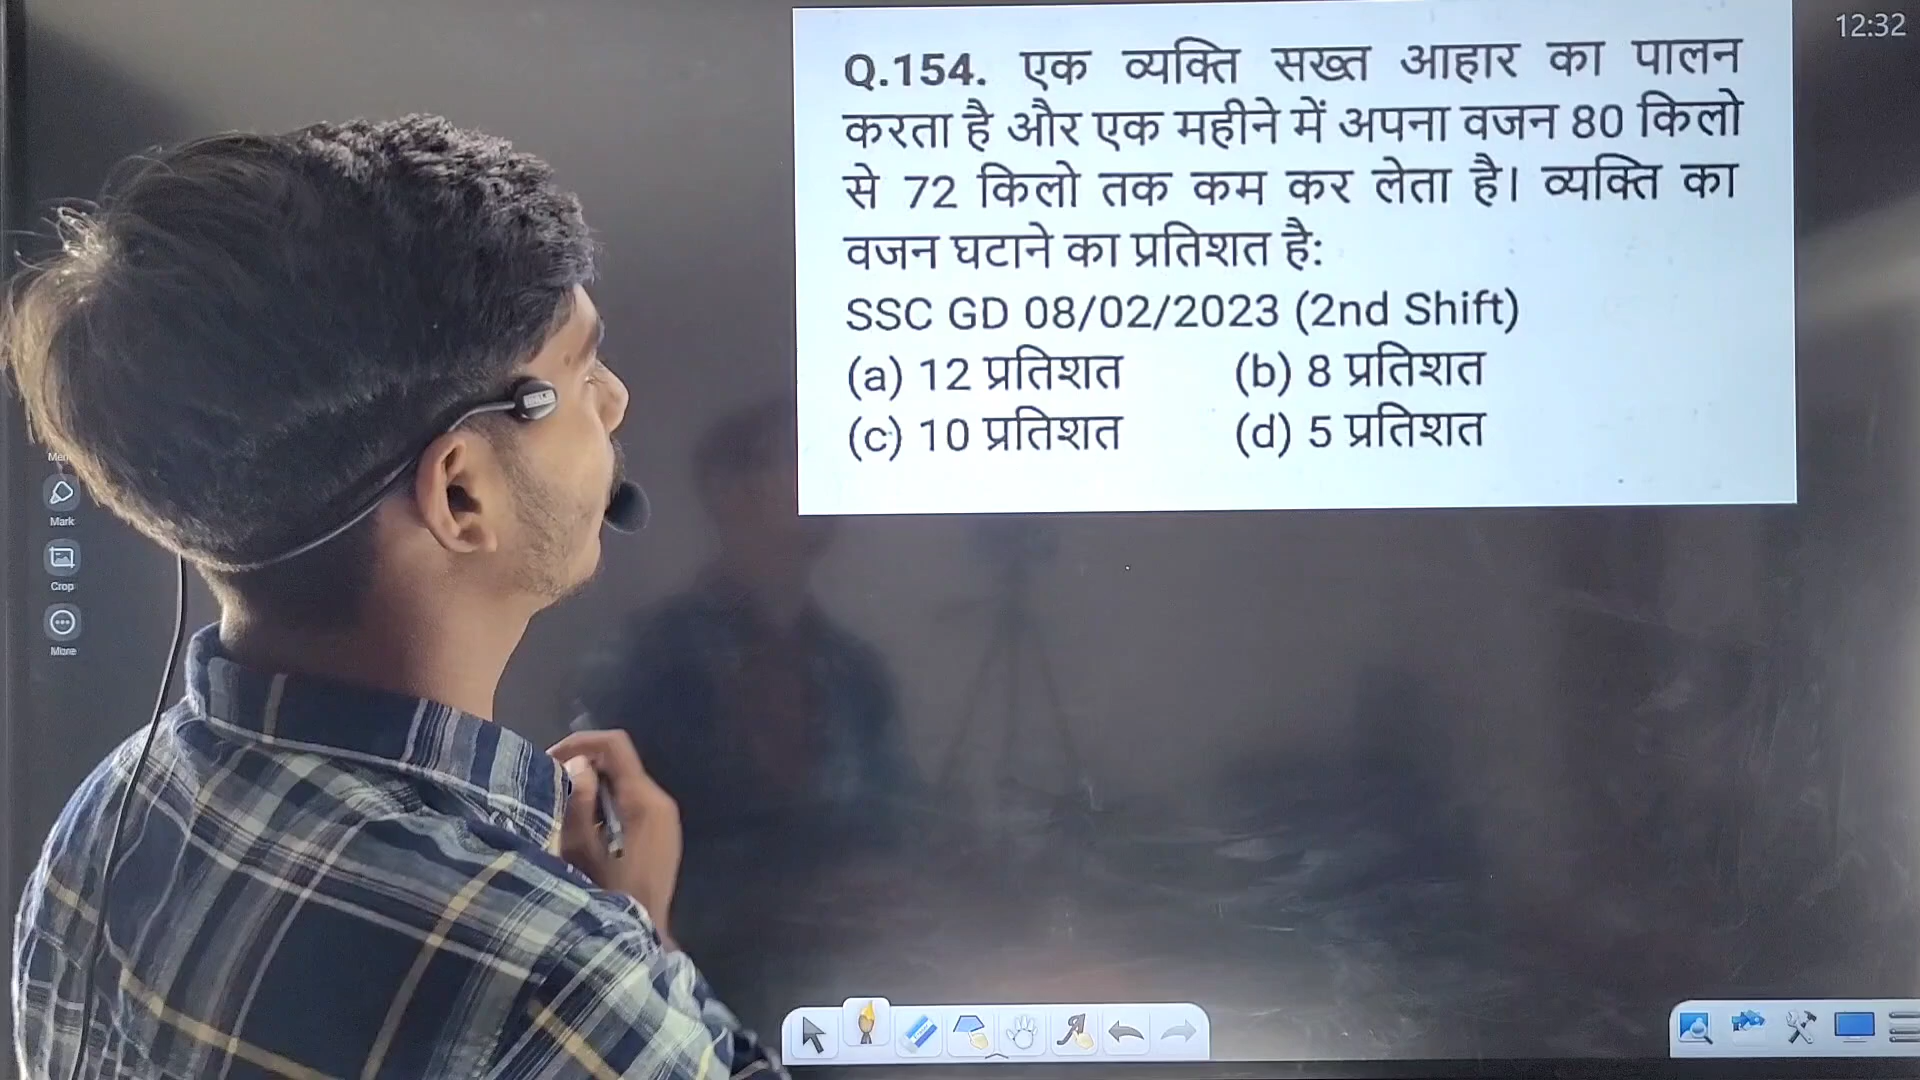 12:32
Q.154. एक व्यक्ति सख्त आहार का पालन
करता है और एक महीने में अपना वजन 80 किलो
से 72 किलो तक कम कर लेता है। व्यक्ति का
वजन घटाने का प्रतिशत है:
SSC GD 08/02/2023 (2nd Shift)
(a) 12 प्रतिशत (b) 8 प्रतिशत
(c) 10 प्रतिशत (d) 5 प्रतिशत
Mark
Crop
More